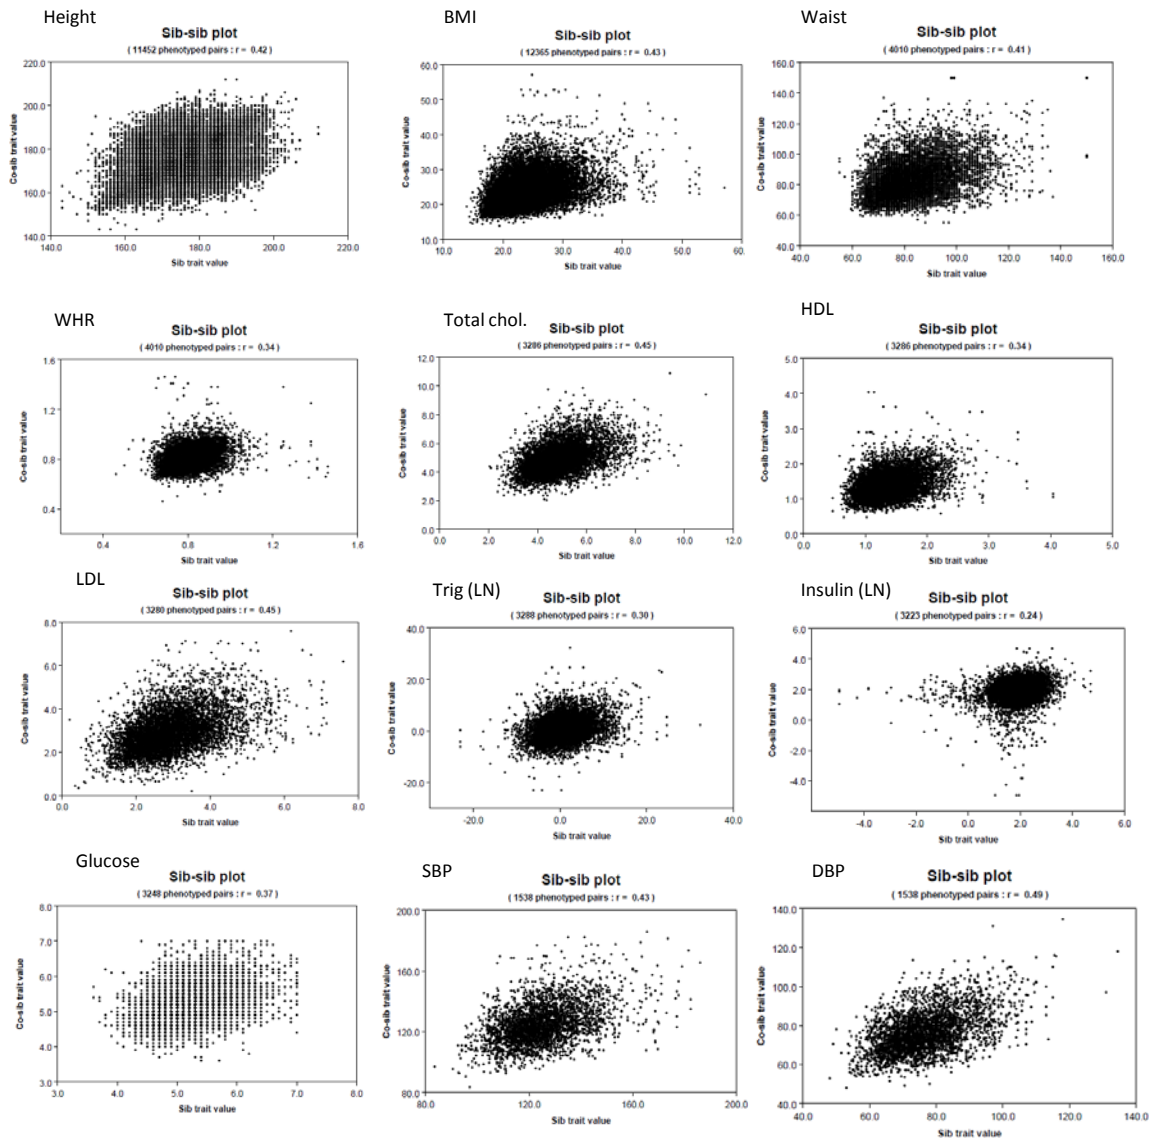 Height
Sib-sib plot
( 11452 phenotyped pairs : r = 0.42 )
220.0
200.0
180.0
160.0
140.0
Co-sib trait value
140.0 160.0 180.0 200.0 220.0
Sib trait value
BMI
Sib-sib plot
( 12365 phenotyped pairs : r = 0.43 )
60.0
50.0
40.0
30.0
20.0
10.0
Co-sib trait value
10.0 20.0 30.0 40.0 50.0 60.
Sib trait value
Waist
Sib-sib plot
( 4010 phenotyped pairs : r = 0.41 )
160.0
140.0
120.0
100.0
80.0
60.0
40.0
Co-sib trait value
40.0 60.0 80.0 100.0 120.0 140.0 160.0
Sib trait value
WHR
Sib-sib plot
( 4010 phenotyped pairs : r = 0.34 )
1.6
1.2
0.8
0.4
Co-sib trait value
0.4 0.8 1.2 1.6
Sib trait value
Total chol.
Sib-sib plot
( 3286 phenotyped pairs : r = 0.45 )
12.0
10.0
8.0
6.0
4.0
2.0
0.0
Co-sib trait value
0.0 2.0 4.0 6.0 8.0 10.0 12.0
Sib trait value
HDL
Sib-sib plot
( 3286 phenotyped pairs : r = 0.34 )
5.0
4.0
3.0
2.0
1.0
0.0
Co-sib trait value
0.0 1.0 2.0 3.0 4.0 5.0
Sib trait value
LDL
Sib-sib plot
( 3280 phenotyped pairs : r = 0.45 )
8.0
6.0
4.0
2.0
0.0
Co-sib trait value
0.0 2.0 4.0 6.0 8.0
Sib trait value
Trig (LN)
Sib-sib plot
( 3288 phenotyped pairs : r = 0.30 )
40.0
20.0
0.0
-20.0
Co-sib trait value
-20.0 0.0 20.0 40.0
Sib trait value
Insulin (LN)
Sib-sib plot
( 3223 phenotyped pairs : r = 0.24 )
6.0
4.0
2.0
0.0
-2.0
-4.0
Co-sib trait value
-4.0 -2.0 0.0 2.0 4.0 6.0
Sib trait value
Glucose
Sib-sib plot
( 3248 phenotyped pairs : r = 0.37 )
8.0
7.0
6.0
5.0
4.0
3.0
Co-sib trait value
3.0 4.0 5.0 6.0 7.0 8.0
Sib trait value
SBP
Sib-sib plot
( 1538 phenotyped pairs : r = 0.43 )
200.0
160.0
120.0
80.0
Co-sib trait value
80.0 120.0 160.0 200.0
Sib trait value
DBP
Sib-sib plot
( 1538 phenotyped pairs : r = 0.49 )
140.0
120.0
100.0
80.0
60.0
40.0
Co-sib trait value
40.0 60.0 80.0 100.0 120.0 140.0
Sib trait value